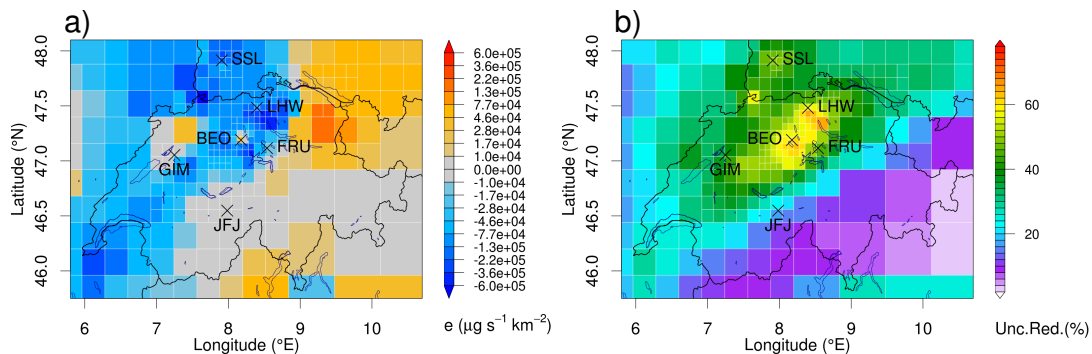 a)
48.0
47.5
47.0
46.5
46.0
Latitude (°N)
6
7
8
9
10
Longitude (°E)
SSL
LHW
BEO
FRU
GIM
JFJ
6.0e+05
3.6e+05
2.2e+05
1.3e+05
7.7e+04
4.6e+04
2.8e+04
1.7e+04
1.0e+04
-1.0e+04
-1.7e+04
-2.8e+04
-4.6e+04
-7.7e+04
-1.3e+05
-2.2e+05
-3.6e+05
-6.0e+05
e (μg s⁻¹ km⁻²)
b)
48.0
47.5
47.0
46.5
46.0
Latitude (°N)
6
7
8
9
10
Longitude (°E)
SSL
LHW
BEO
FRU
GIM
JFJ
60
40
20
Unc.Red.(%)